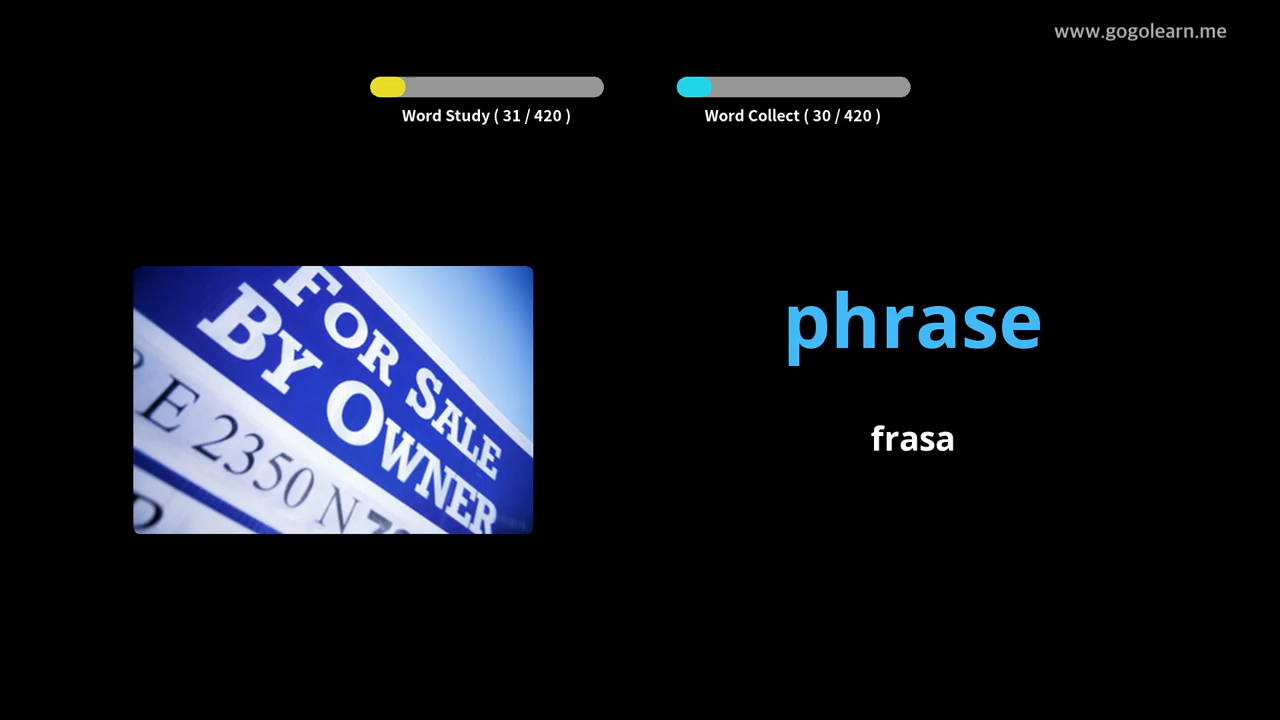 www.gogolearn.me
Word Study ( 31 / 420 )
Word Collect ( 30 / 420 )
FOR SALE
BY OWNER
E 2350 N
phrase
frasa